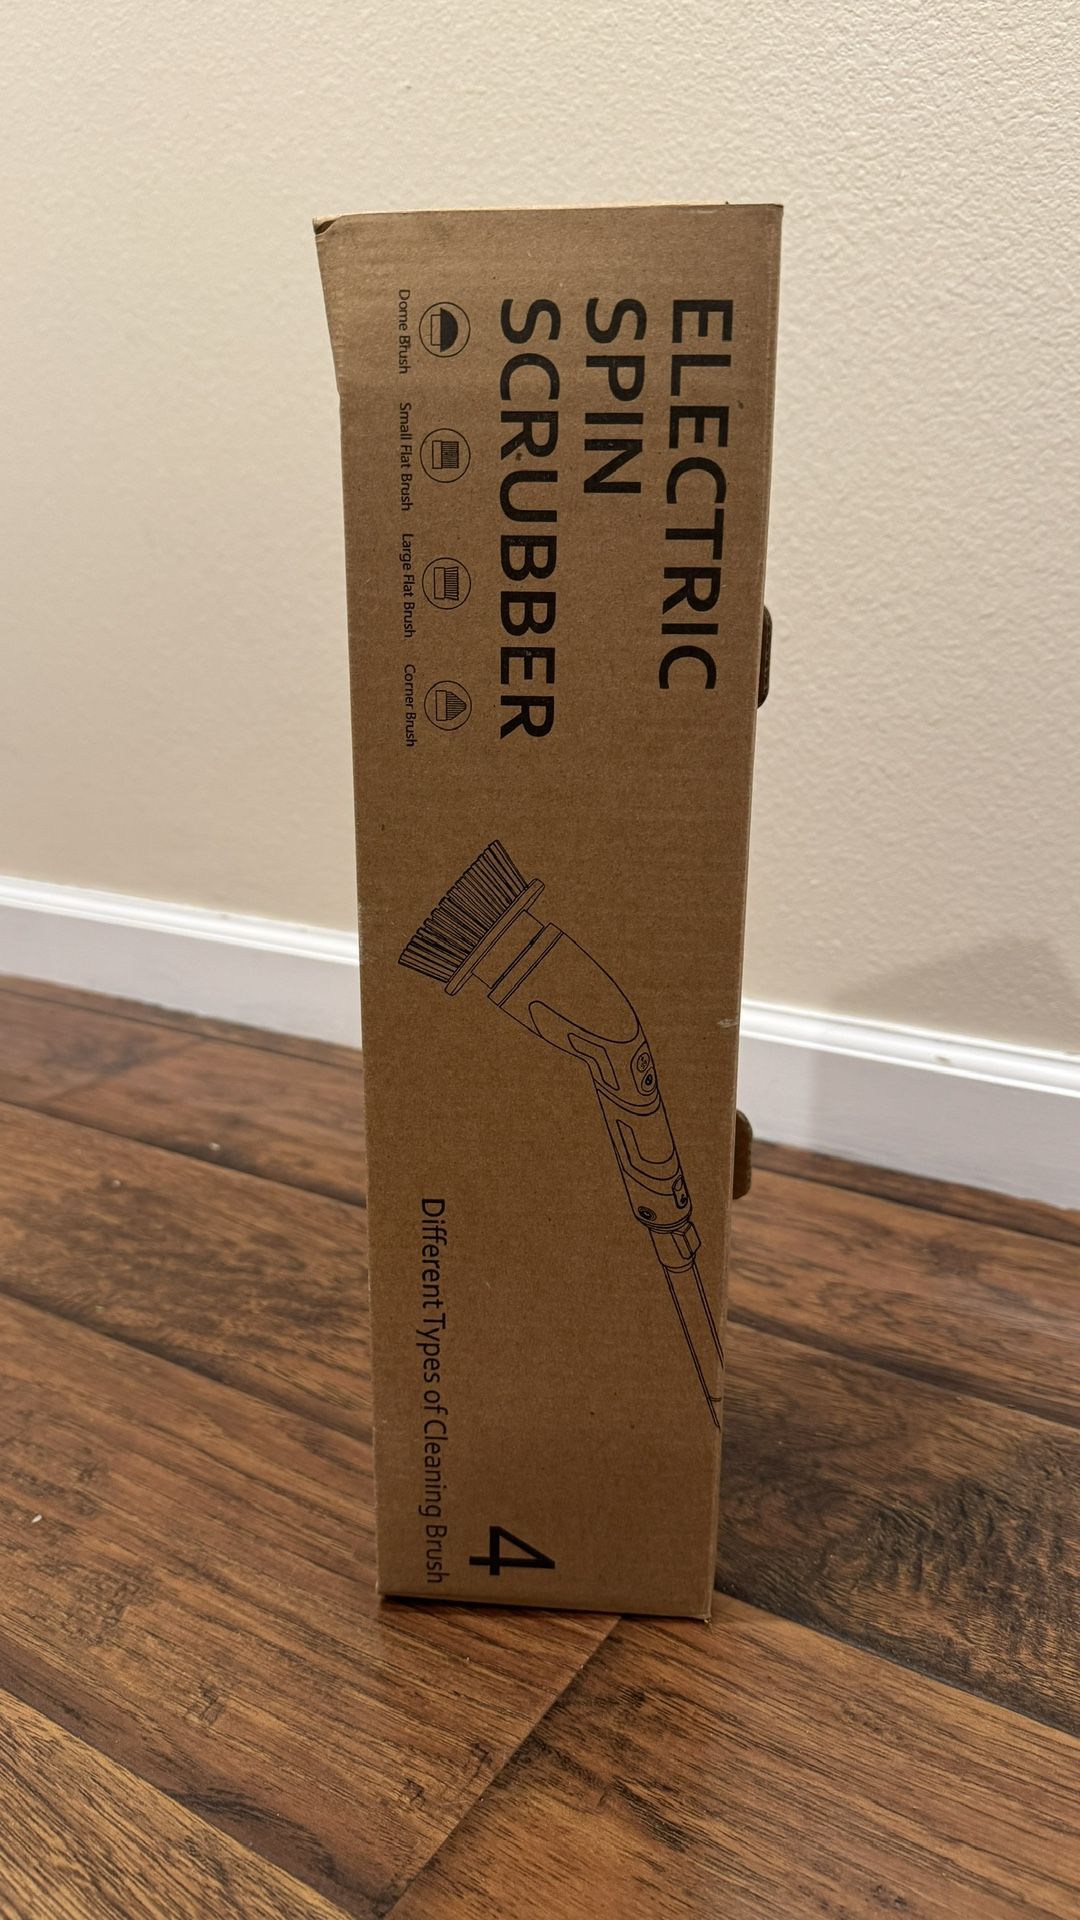 ELECTRIC
SPIN
SCRUBBER
Dome Brush
Small Flat Brush
Large Flat Brush
Corner Brush
4
Different Types of Cleaning Brush